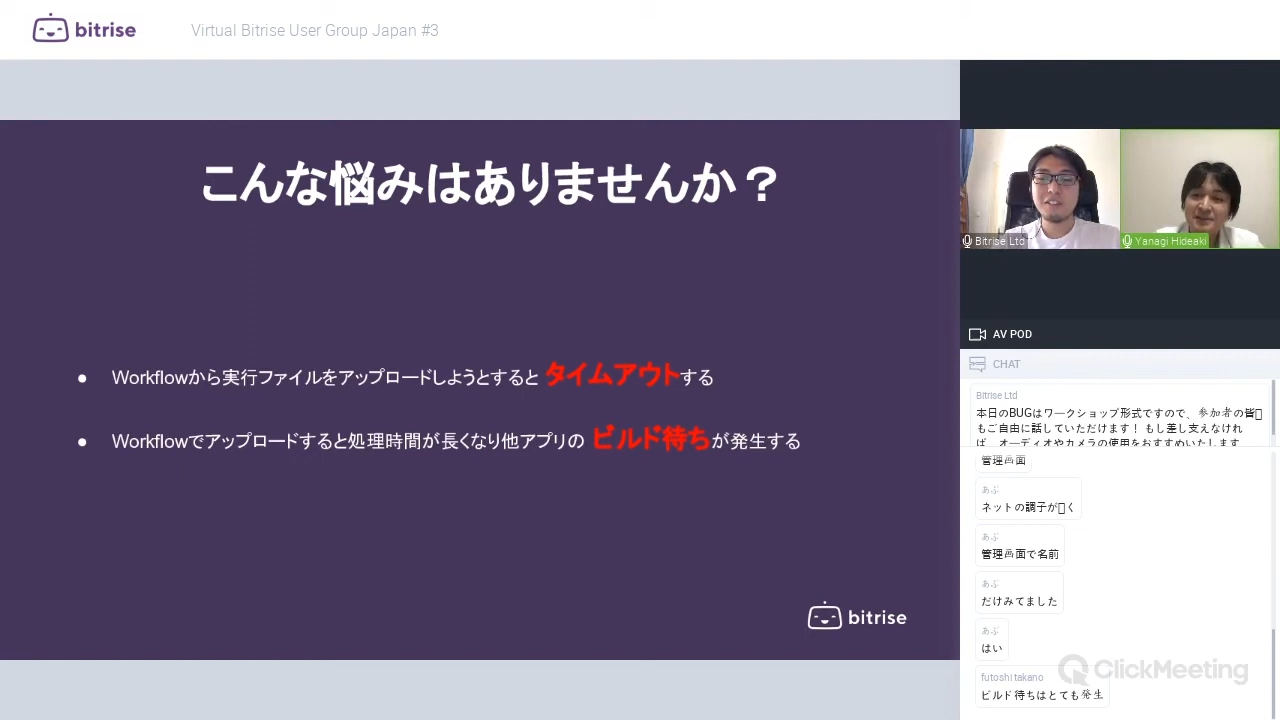 bitrise
Virtual Bitrise User Group Japan #3
こんな悩みはありませんか？
● Workflowから実行ファイルをアップロードしようとすると タイムアウトする
● Workflowでアップロードすると処理時間が長くなり他アプリの ビルド待ちが発生する
bitrise
Bitrise Ltd
Yanagi Hideaki
AV POD
CHAT
Bitrise Ltd
本日のBUGはワークショップ形式ですので、参加者の皆
もご自由に話していただけます！ もし差し支えなけれ
ば、オーディオやカメラの使用をおすすめいたします
管理画面
あぶ
ネットの調子が く
あぶ
管理画面で名前
あぶ
だけみてました
あぶ
はい
futoshi takano
ビルド待ちはとても発生
ClickMeeting